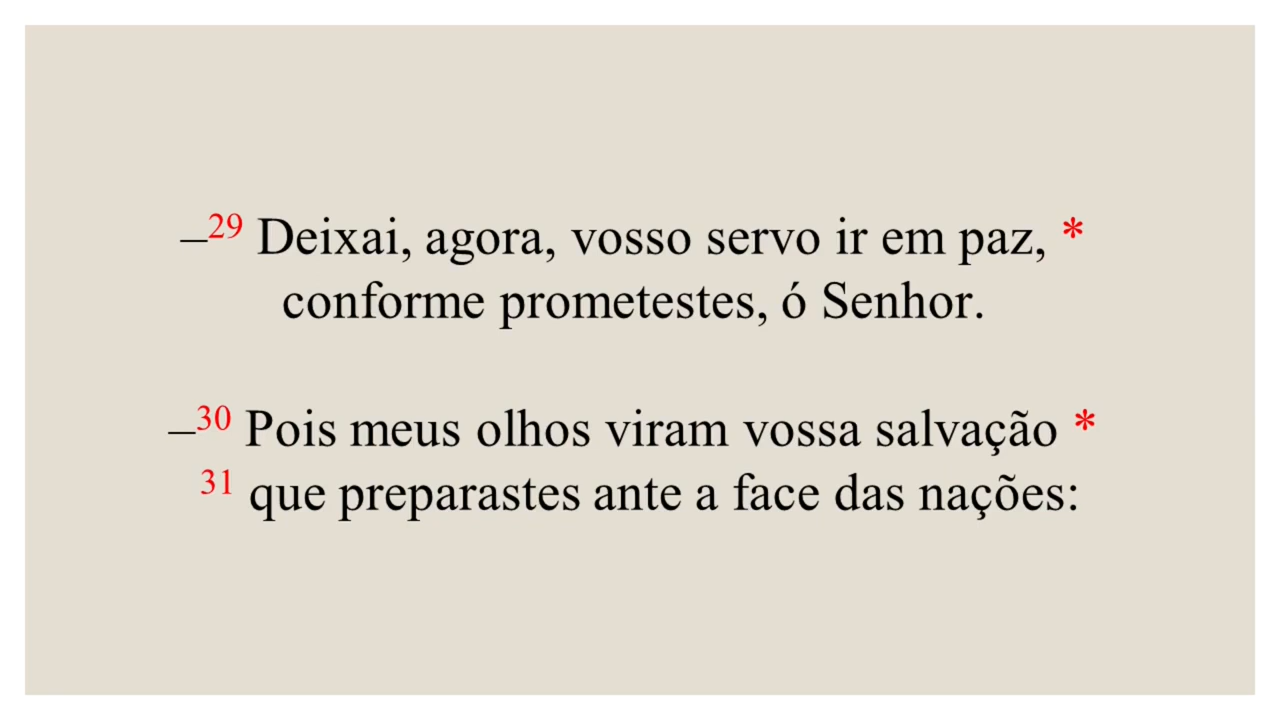 –29 Deixai, agora, vosso servo ir em paz, *
conforme prometestes, ó Senhor.
–30 Pois meus olhos viram vossa salvação *
31 que preparastes ante a face das nações: